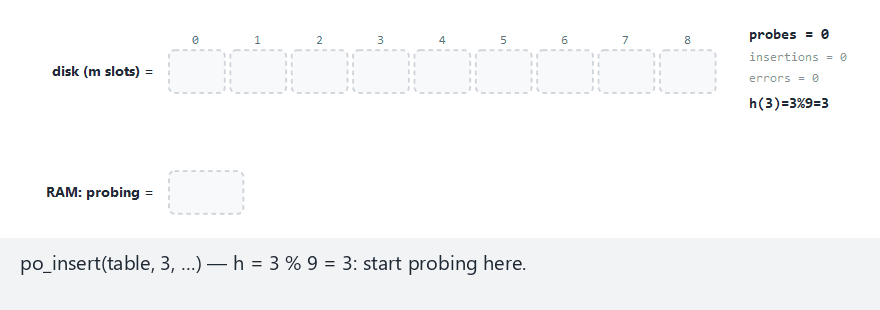 0 1 2 3 4 5 6 7 8
disk (m slots) =
probes = 0
insertions = 0
errors = 0
h(3)=3%9=3
RAM: probing =
po_insert(table, 3, ...) — h = 3 % 9 = 3: start probing here.